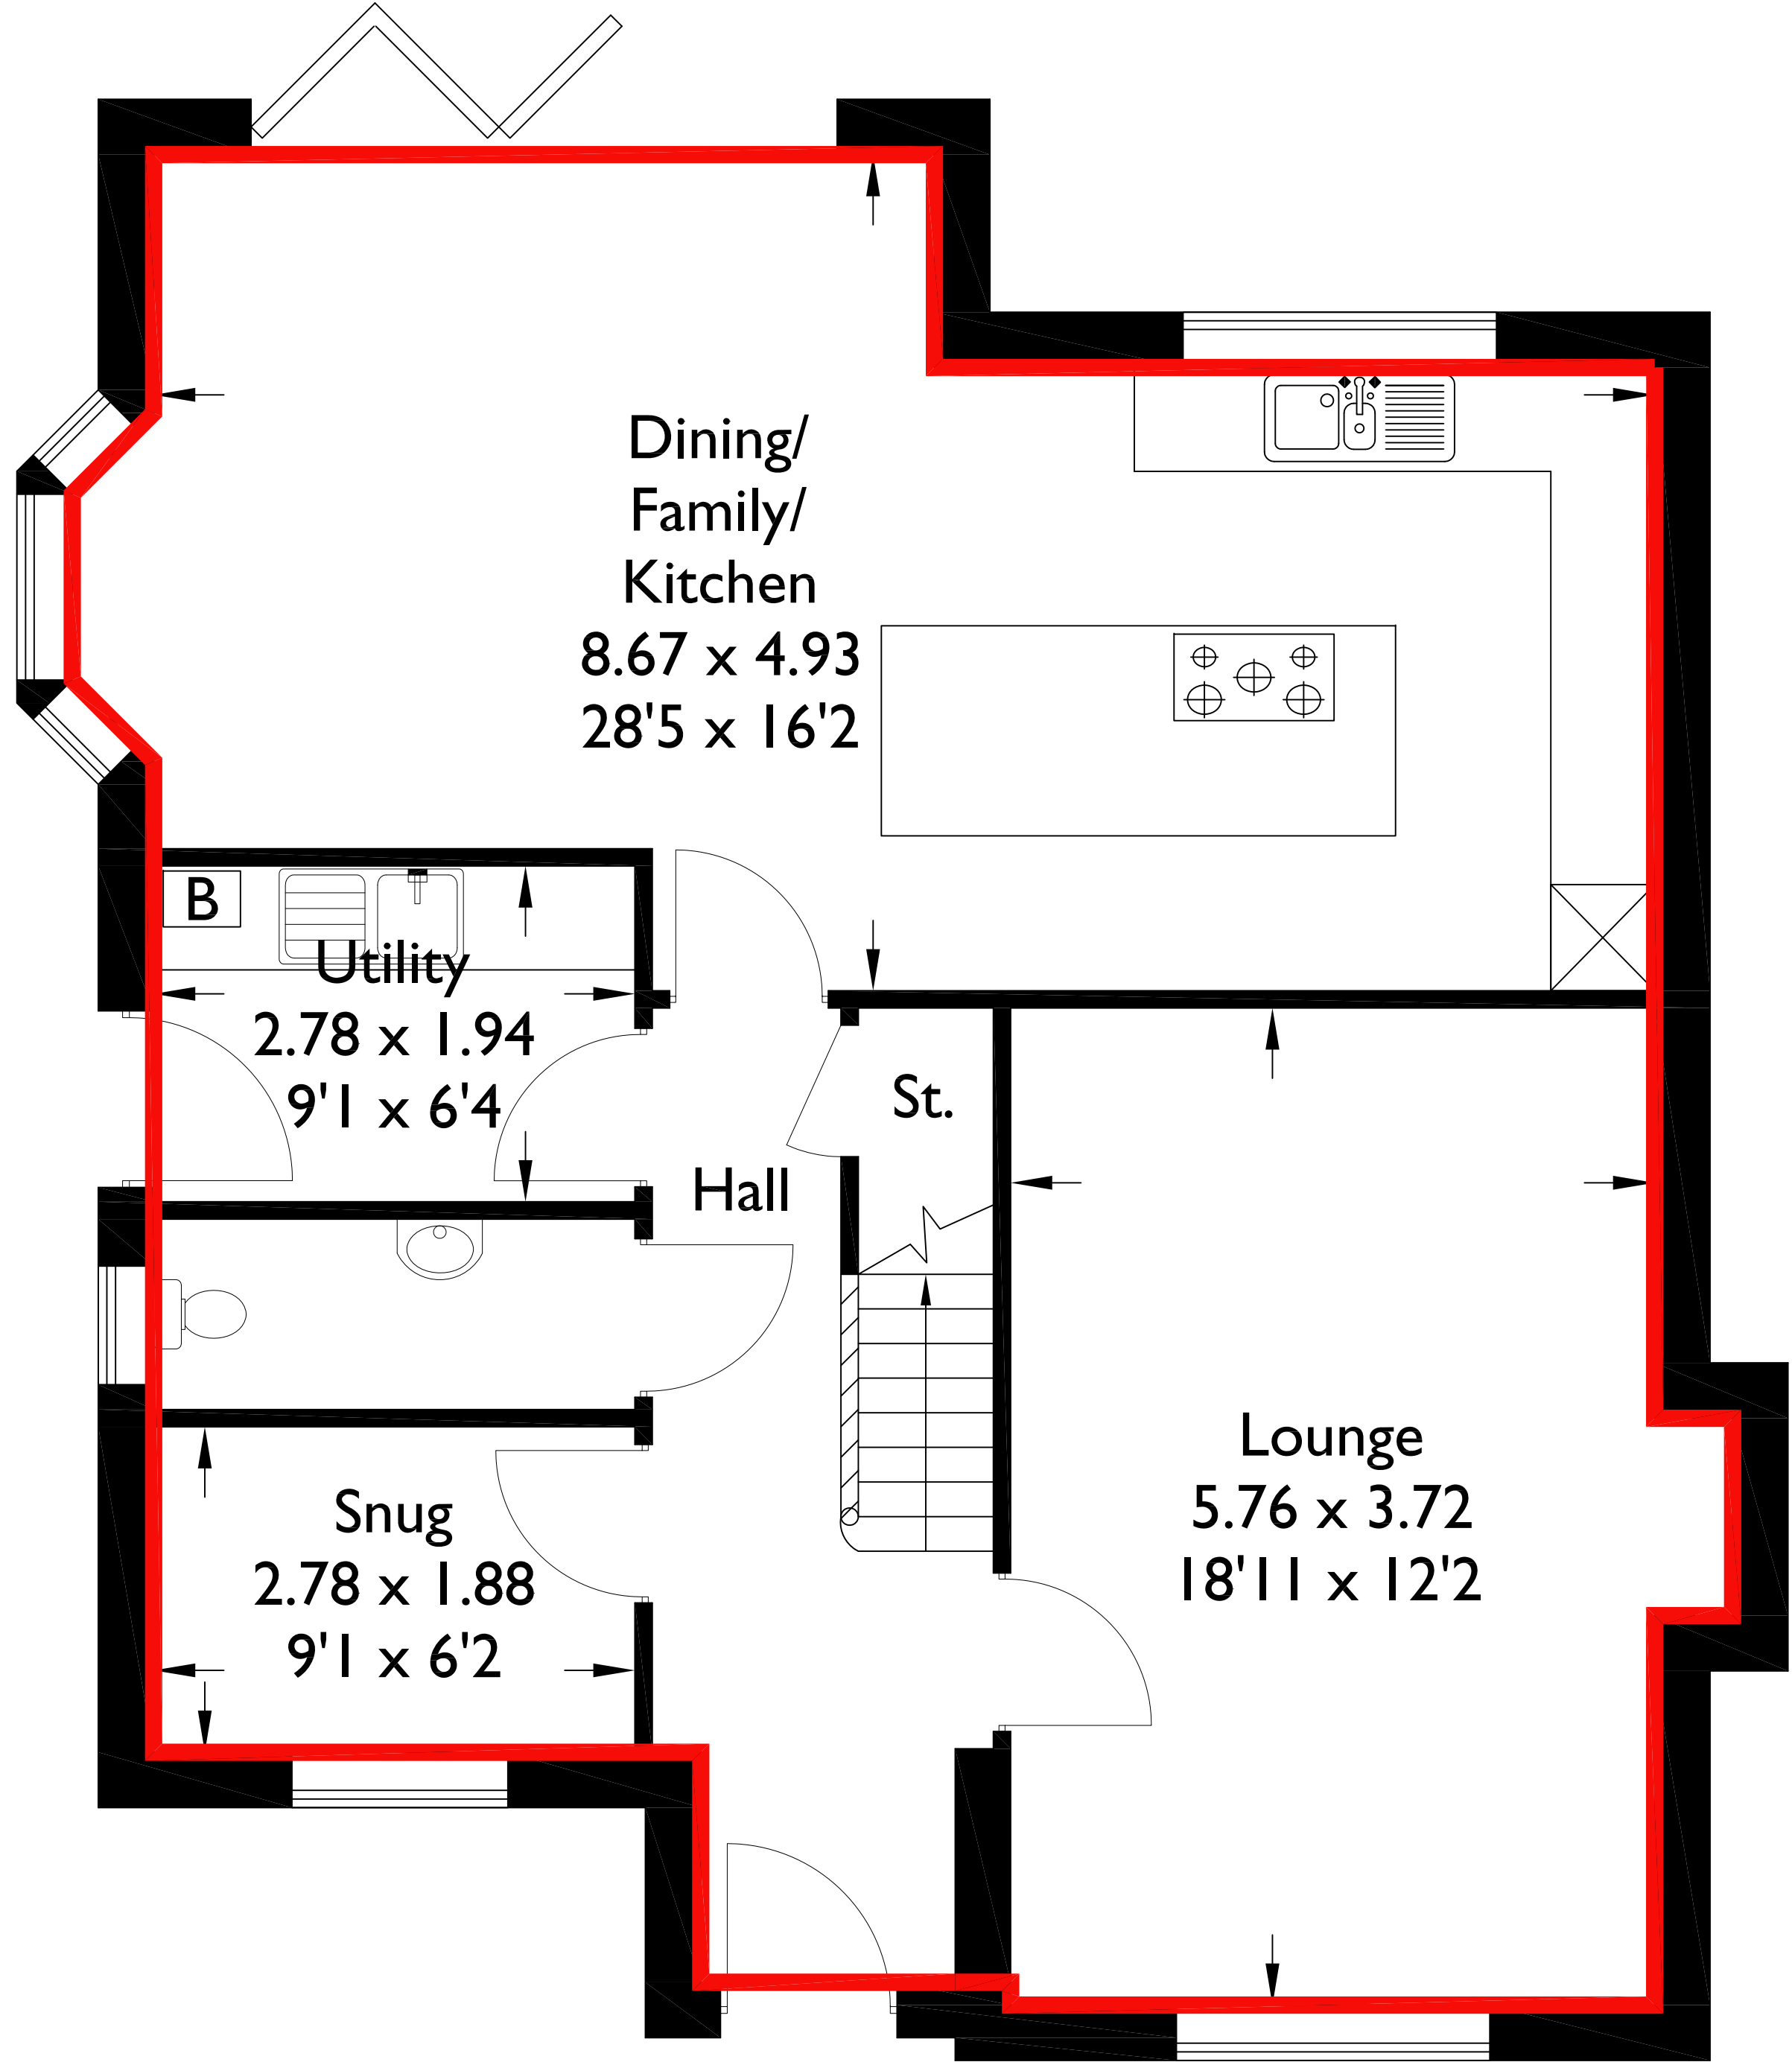 Dining/
Family/
Kitchen
8.67 x 4.93
28'5 x 16'2
B
Utility
2.78 x 1.94
9'1 x 6'4
St.
Hall
Lounge
5.76 x 3.72
18'11 x 12'2
Snug
2.78 x 1.88
9'1 x 6'2